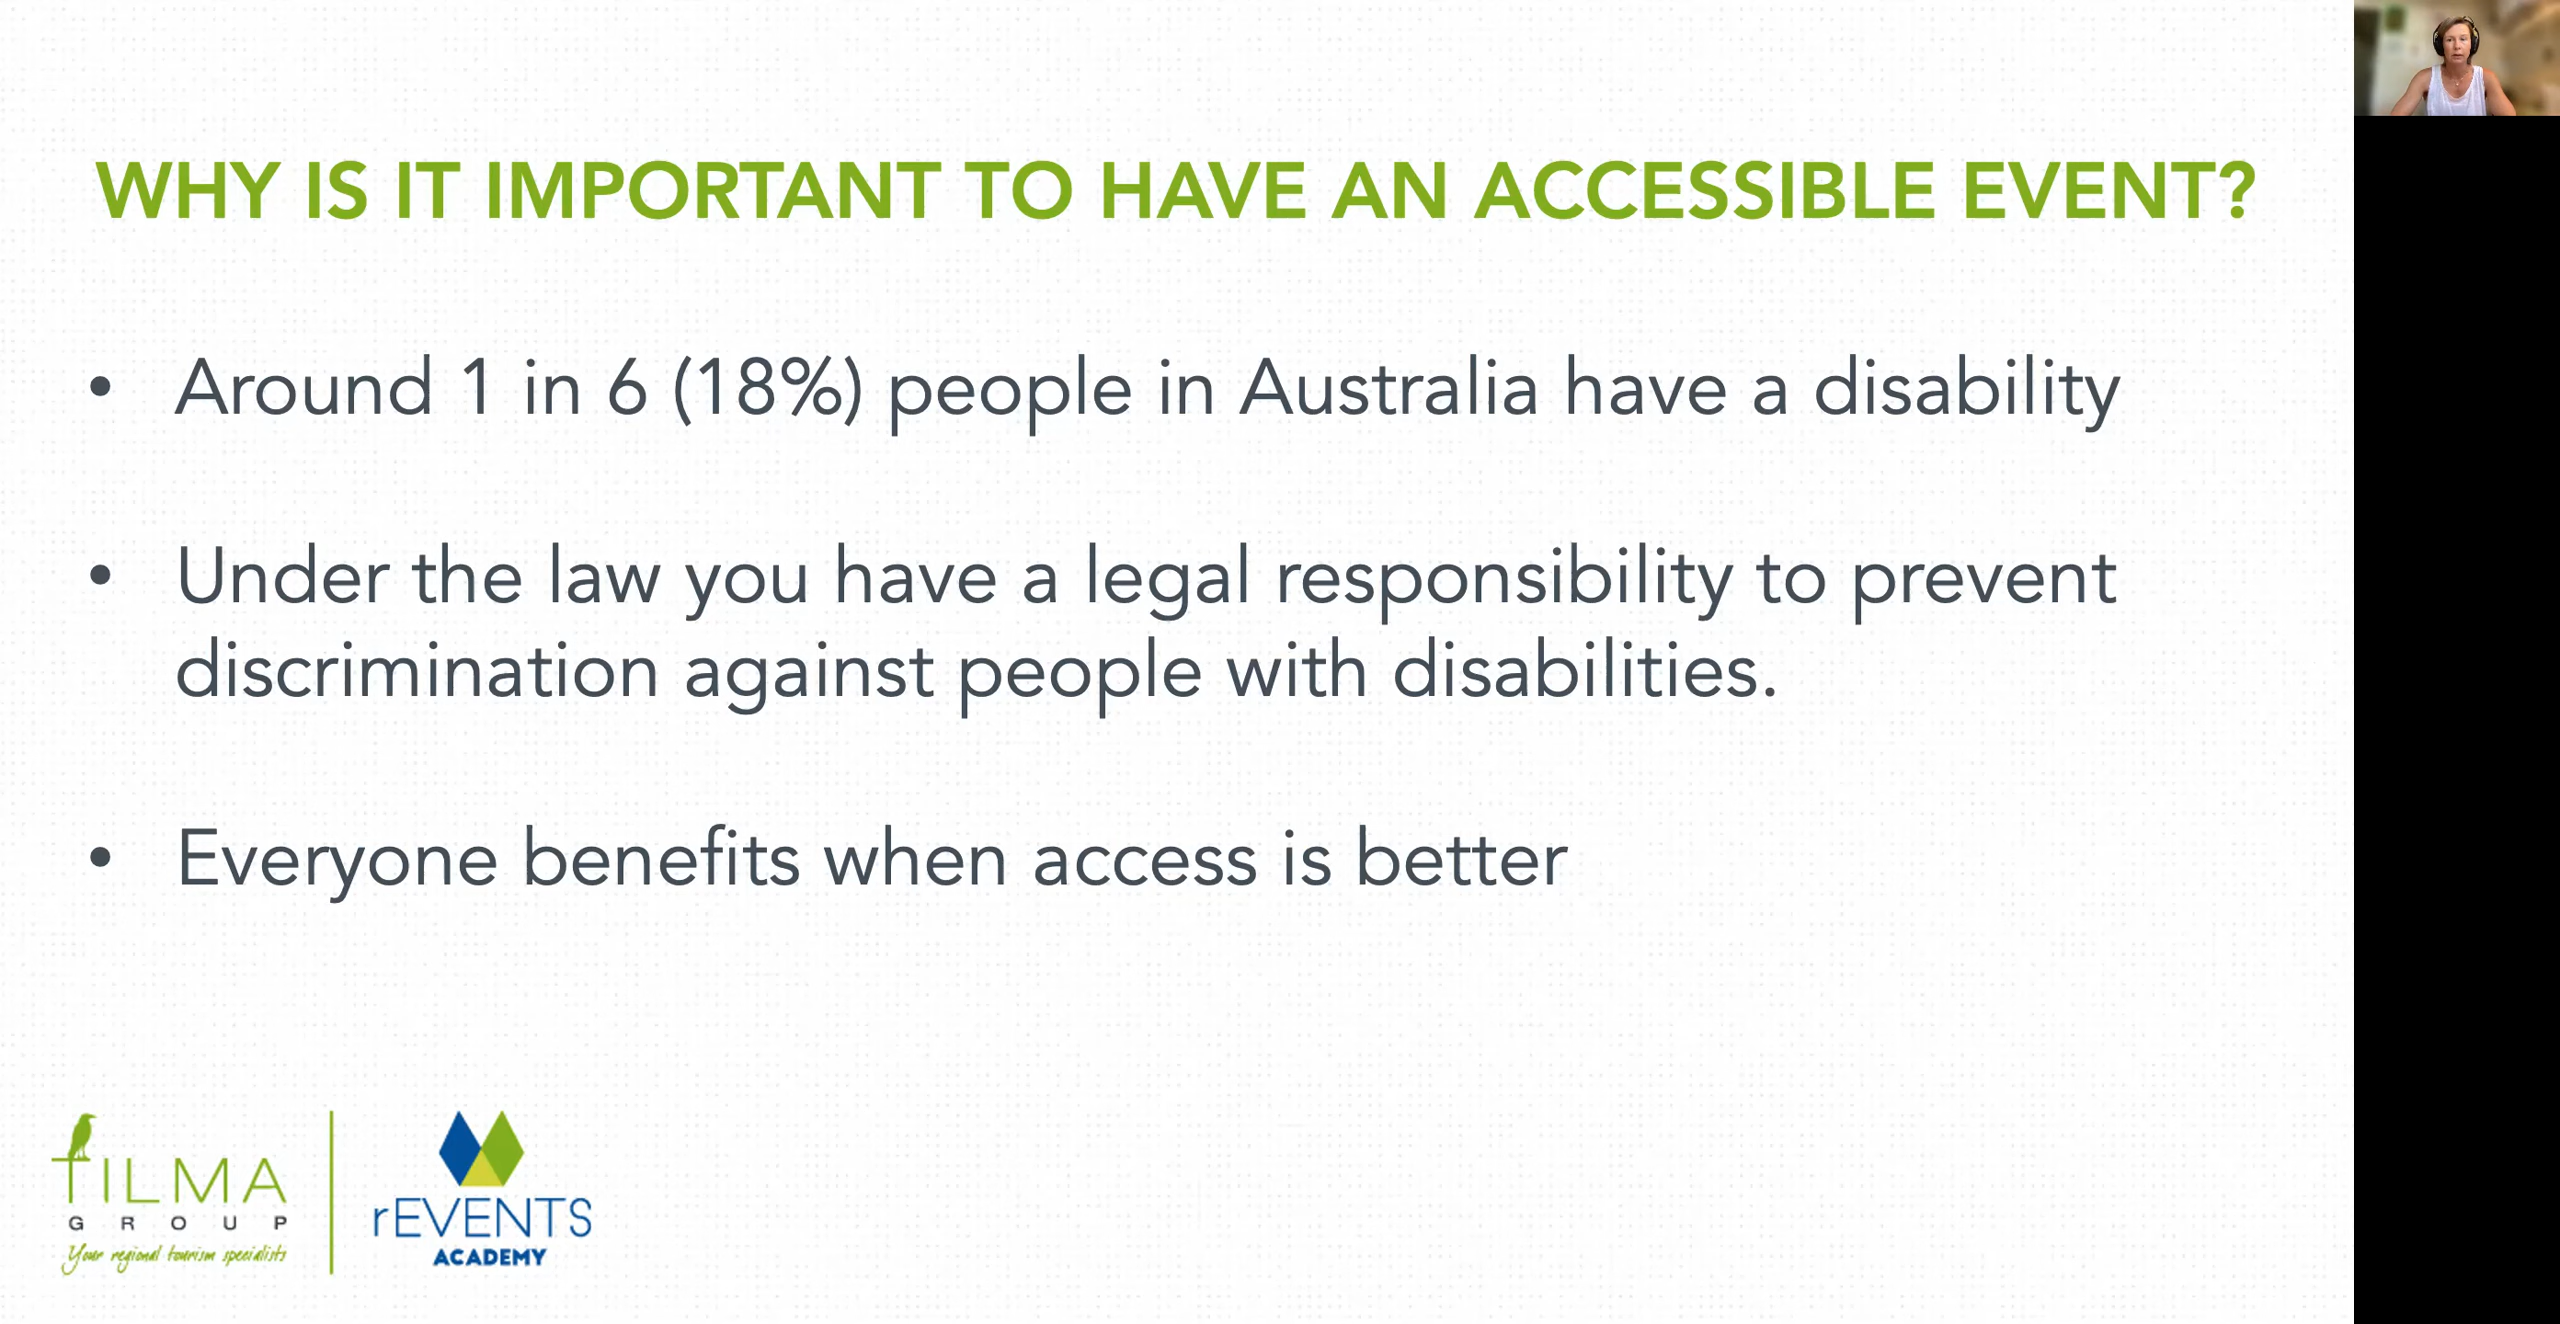 WHY IS IT IMPORTANT TO HAVE AN ACCESSIBLE EVENT?
• Around 1 in 6 (18%) people in Australia have a disability
• Under the law you have a legal responsibility to prevent
discrimination against people with disabilities.
• Everyone benefits when access is better
TILMA
GROUP
Your regional tourism specialists
rEVENTS
ACADEMY